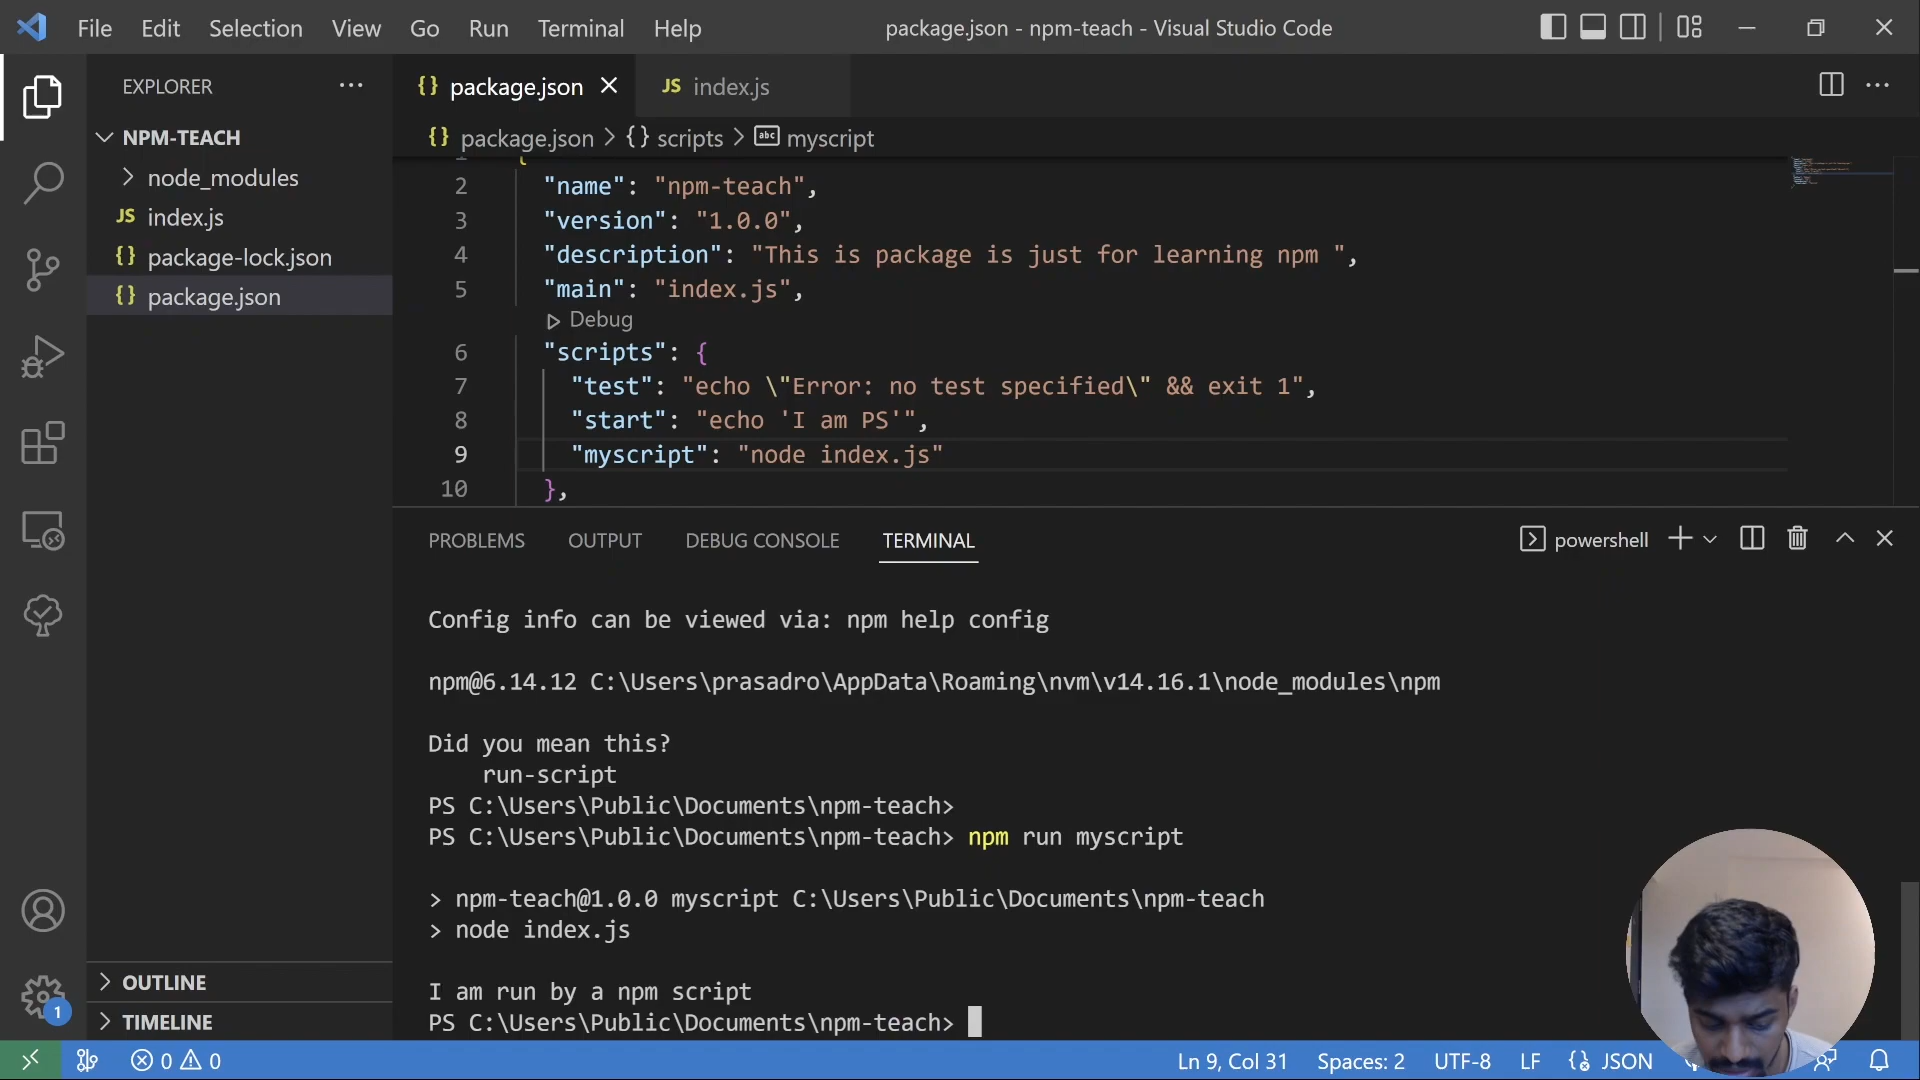 File Edit Selection View Go Run Terminal Help
package.json - npm-teach - Visual Studio Code
EXPLORER
NPM-TEACH
node_modules
JS index.js
{} package-lock.json
{} package.json
OUTLINE
TIMELINE
{} package.json
JS index.js
{} package.json > {} scripts > abc myscript
2 "name": "npm-teach",
3 "version": "1.0.0",
4 "description": "This is package is just for learning npm ",
5 "main": "index.js",
Debug
6 "scripts": {
7 "test": "echo \"Error: no test specified\" && exit 1",
8 "start": "echo 'I am PS'",
9 "myscript": "node index.js"
10 },
PROBLEMS OUTPUT DEBUG CONSOLE TERMINAL
powershell
Config info can be viewed via: npm help config
npm@6.14.12 C:\Users\prasadro\AppData\Roaming\nvm\v14.16.1\node_modules\npm
Did you mean this?
run-script
PS C:\Users\Public\Documents\npm-teach>
PS C:\Users\Public\Documents\npm-teach> npm run myscript
> npm-teach@1.0.0 myscript C:\Users\Public\Documents\npm-teach
> node index.js
I am run by a npm script
PS C:\Users\Public\Documents\npm-teach>
1
0 0
Ln 9, Col 31 Spaces: 2 UTF-8 LF {} JSON